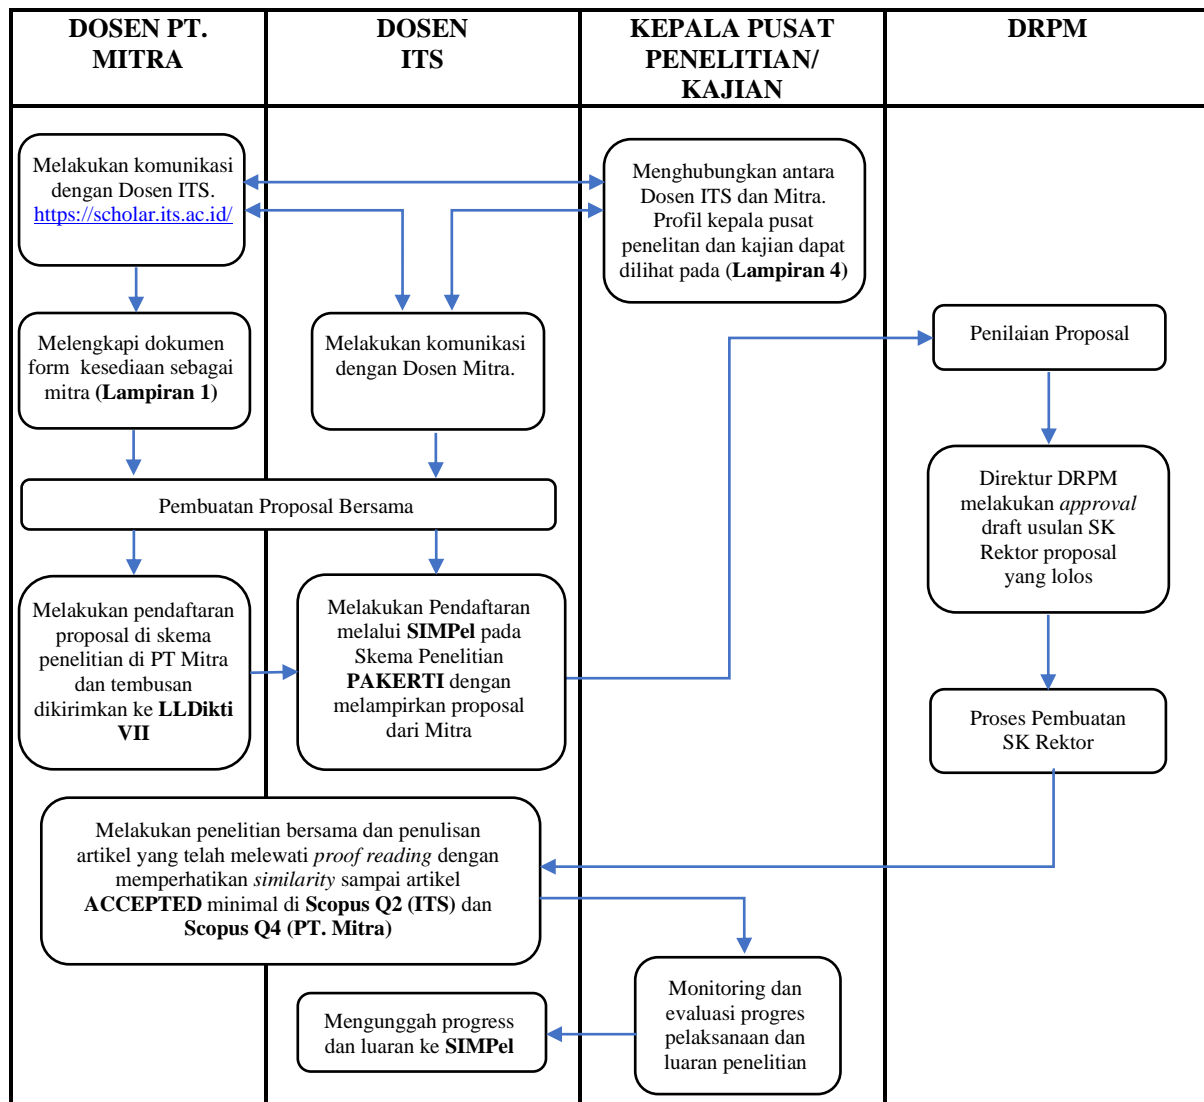 DOSEN PT.
MITRA
DOSEN
ITS
KEPALA PUSAT
PENELITIAN/
KAJIAN
DRPM
Melakukan komunikasi
dengan Dosen ITS.
https://scholar.its.ac.id/
Menghubungkan antara
Dosen ITS dan Mitra.
Profil kepala pusat
penelitan dan kajian dapat
dilihat pada (Lampiran 4)
Melengkapi dokumen
form kesediaan sebagai
mitra (Lampiran 1)
Melakukan komunikasi
dengan Dosen Mitra.
Penilaian Proposal
Pembuatan Proposal Bersama
Direktur DRPM
melakukan approval
draft usulan SK
Rektor proposal
yang lolos
Melakukan pendaftaran
proposal di skema
penelitian di PT Mitra
dan tembusan
dikirimkan ke LLDikti
VII
Melakukan Pendaftaran
melalui SIMPel pada
Skema Penelitian
PAKERTI dengan
melampirkan proposal
dari Mitra
Proses Pembuatan
SK Rektor
Melakukan penelitian bersama dan penulisan
artikel yang telah melewati proof reading dengan
memperhatikan similarity sampai artikel
ACCEPTED minimal di Scopus Q2 (ITS) dan
Scopus Q4 (PT. Mitra)
Monitoring dan
evaluasi progres
pelaksanaan dan
luaran penelitian
Mengunggah progress
dan luaran ke SIMPel